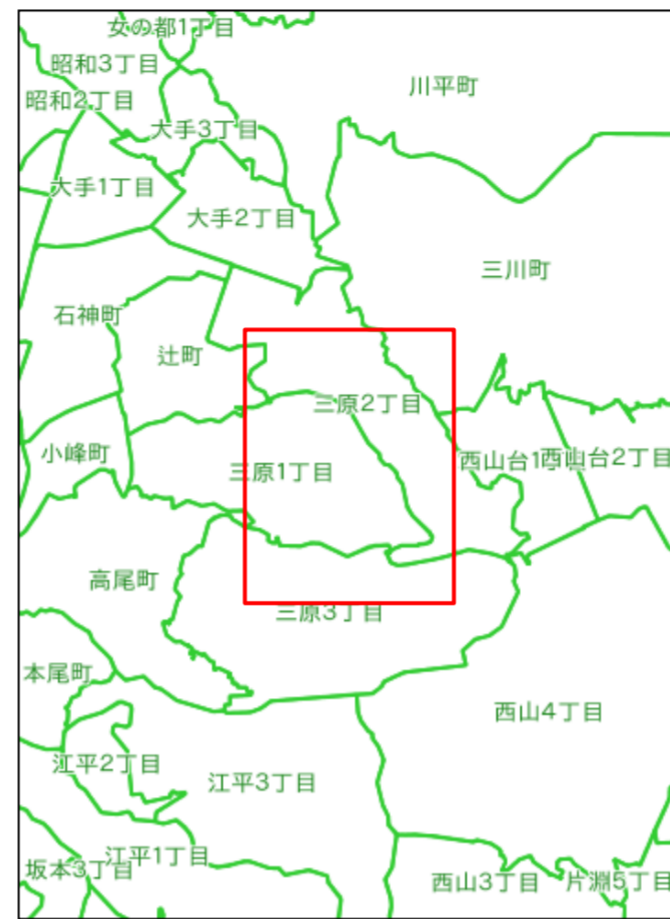 女の都1丁目
昭和3丁目
川平町
昭和2丁目
大手3丁目
大手1丁目
大手2丁目
三川町
石神町
辻町
三原2丁目
小峰町
三原1丁目
西山台1
西山台2丁目
高尾町
三原3丁目
本尾町
西山4丁目
江平2丁目
江平3丁目
江平1丁目
坂本3丁目
西山3丁目
片淵5丁目